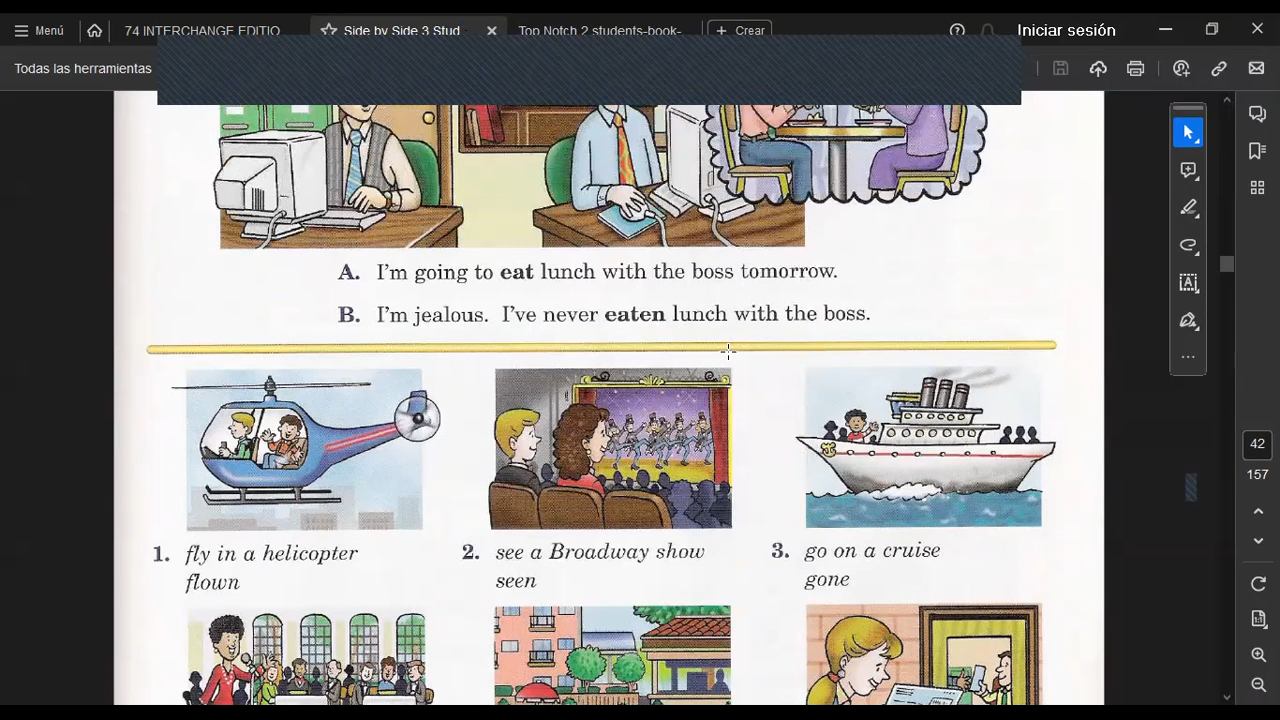 Menú
74 INTERCHANGE EDITIO
Side by Side 3 Stud
Top Notch 2 students-book-
Crear
Iniciar sesión
Todas las herramientas
A. I'm going to eat lunch with the boss tomorrow.
B. I'm jealous. I've never eaten lunch with the boss.
1. fly in a helicopter
flown
2. see a Broadway show
seen
3. go on a cruise
gone
42
157